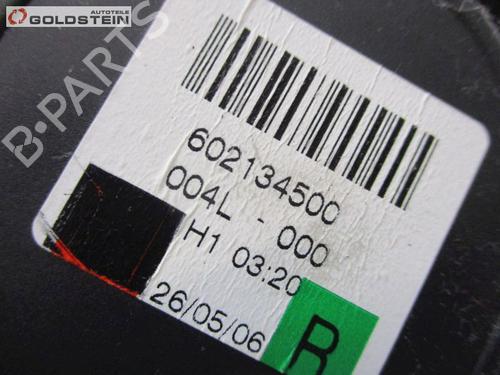 AUTOTEILE
GOLDSTEIN
B-PARTS
602134500
004L - 000
H1 03:20
26/05/06
R